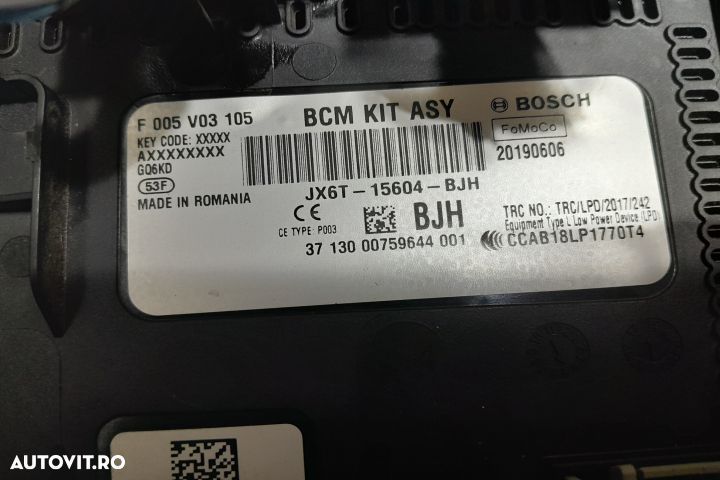 F 005 V03 105
BCM KIT ASY
BOSCH
KEY CODE: XXXXX
AXXXXXXXX
FoMoCo
GQ6KD
20190606
53F
MADE IN ROMANIA
JX6T-15604-BJH
CE
BJH
TRC NO.: TRC/LPD/2017/242
Equipment Type L Low Power Device (LPD)
CE TYPE: P003
CCAB18LP1770T4
37 130 00759644 001
AUTOVIT.RO